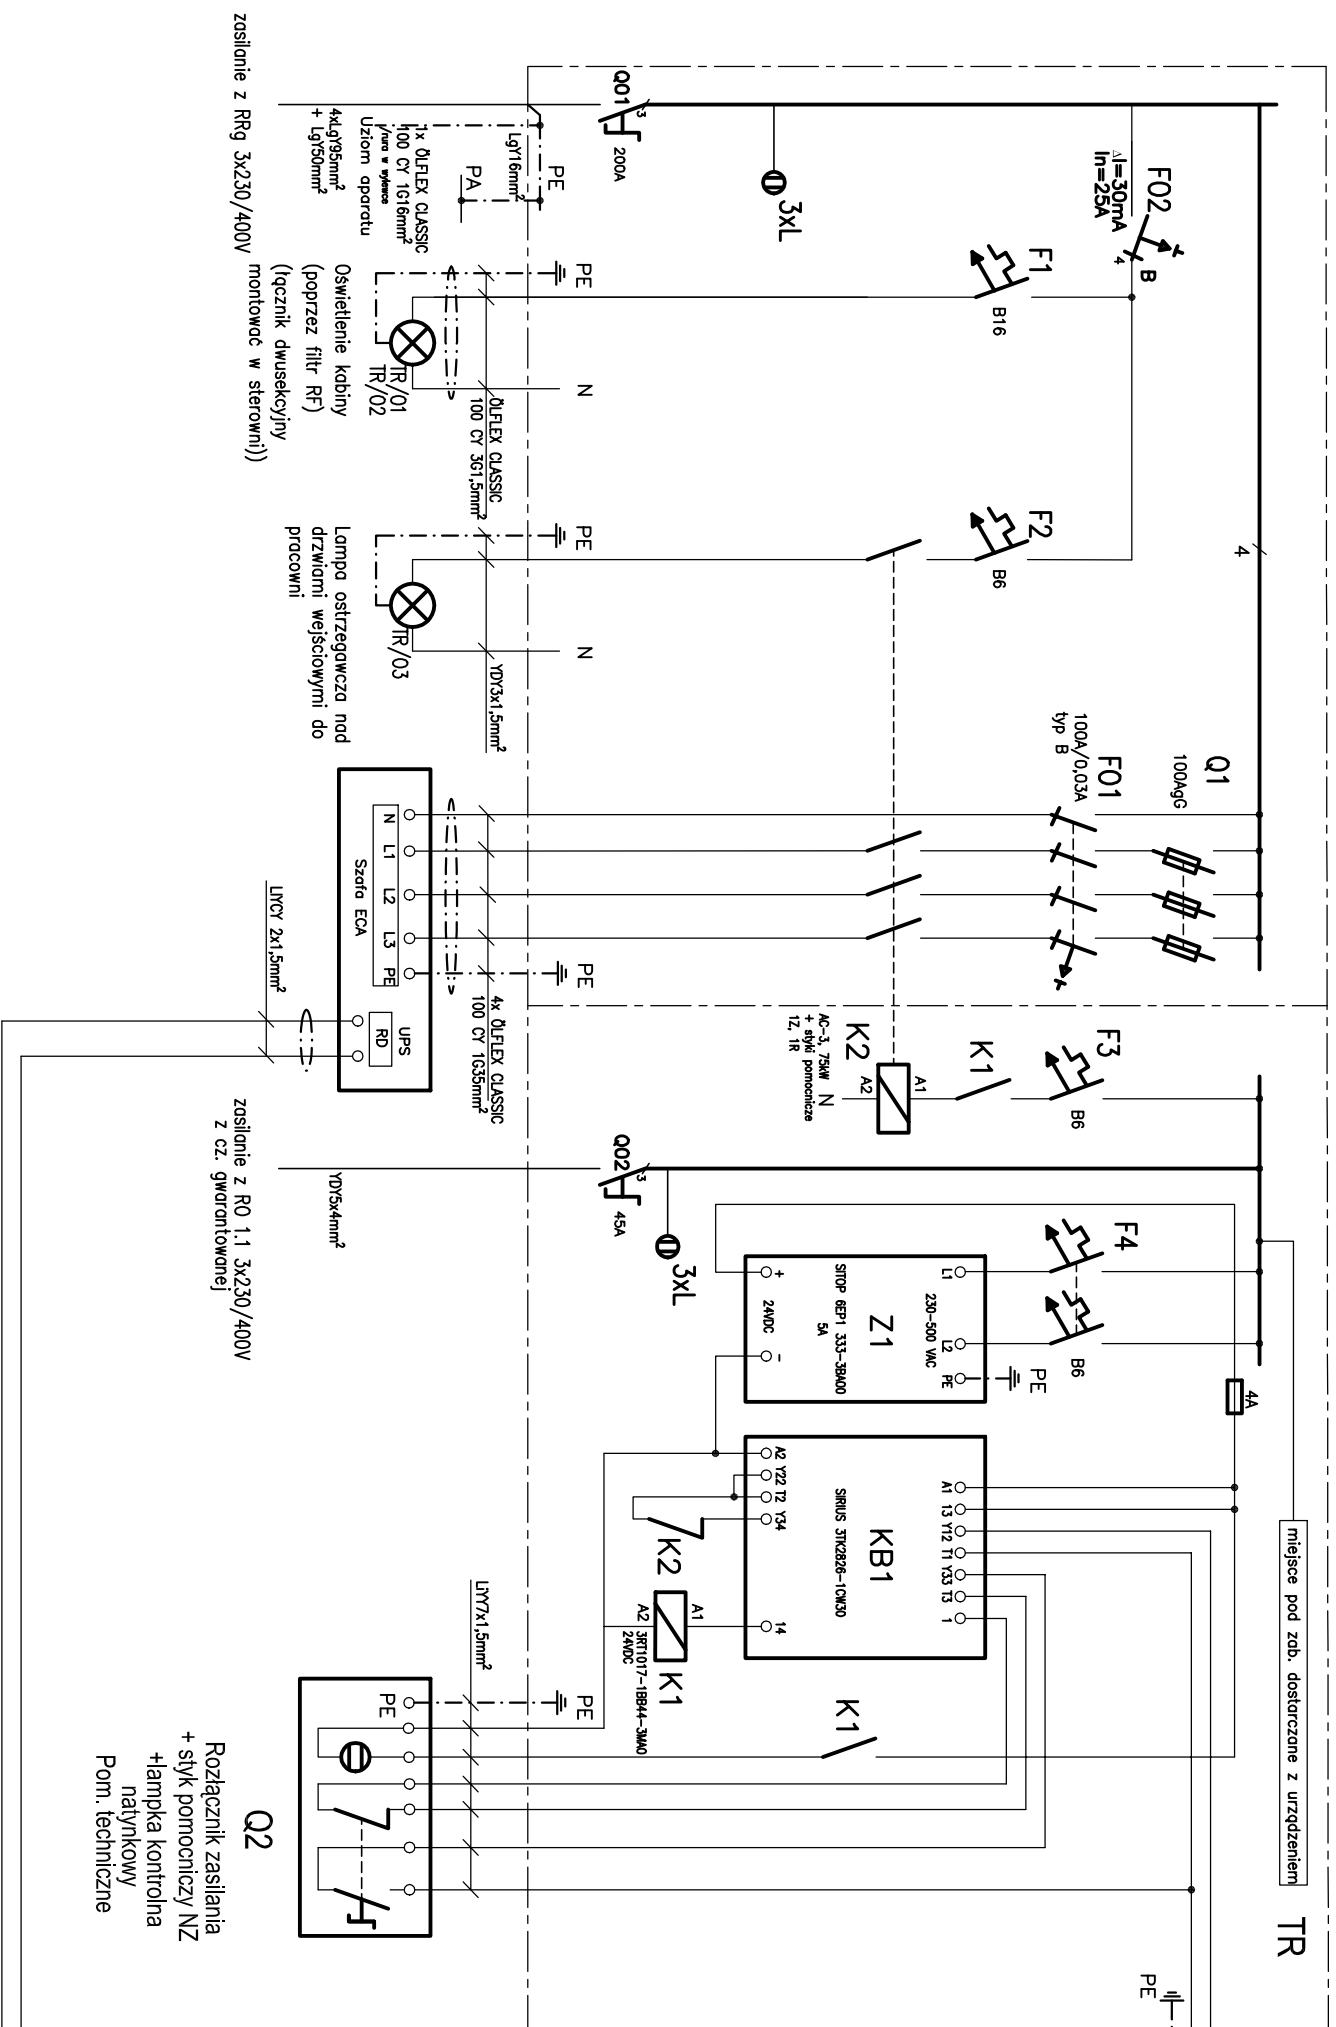 TR
miejsce pod zab. dostarczane z urządzeniem
PE
4
F02
ΔI=30mA
In=25A
B
4
F1
B16
F2
B6
Q1
100AgG
F01
100A/0,03A
typ B
F3
B6
K1
K2
AC-3, 75kW
+ styki pomocnicze
1Z, 1R
N
A1
A2
F4
B6
4A
Q01
3
200A
3xL
Q02
3
45A
3xL
L1
L2
PE
PE
230-500 VAC
Z1
SITOP 6EP1 333-3BA00
5A
24VDC
+
-
A1
13
Y12
T1
Y33
T3
1
KB1
SIRIUS 3TK2826-1CW30
A2
Y22
T2
Y34
14
K2
A1
A2
K1
3RT1017-1BB44-3MA0
24VDC
K1
PE
LgY16mm²
PA
1x ÖLFLEX CLASSIC
100 CY 1G16mm²
/rura w wylewce
Uziom aparatu
4xLgY95mm²
+ LgY50mm²
zasilanie z RRg 3x230/400V
PE
N
ÖLFLEX CLASSIC
100 CY 3G1,5mm²
TR/01
TR/02
Oświetlenie kabiny
(poprzez filtr RF)
(łącznik dwusekcyjny
montować w sterowni))
PE
N
YDY3x1,5mm²
TR/03
Lampa ostrzegawcza nad
drzwiami wejściowymi do
pracowni
PE
4x ÖLFLEX CLASSIC
100 CY 1G35mm²
N
L1
L2
L3
PE
Szafa ECA
UPS
RD
LIYCY 2x1,5mm²
YDY5x4mm²
zasilanie z RO 1.1 3x230/400V
z cz. gwarantowanej
PE
LiYY7x1,5mm²
PE
Q2
Rozłącznik zasilania
+ styk pomocniczy NZ
+lampka kontrolna
natynkowy
Pom. techniczne